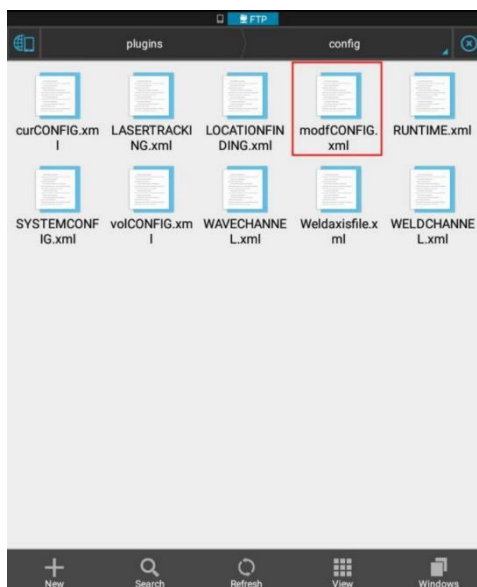 FTP
plugins
config
curCONFIG.xm
l
LASERTRACKI
NG.xml
LOCATIONFIN
DING.xml
modfCONFIG.
xml
RUNTIME.xml
SYSTEMCONF
IG.xml
volCONFIG.xm
l
WAVECHANNE
L.xml
Weldaxisfile.x
ml
WELDCHANNE
L.xml
New
Search
Refresh
View
Windows